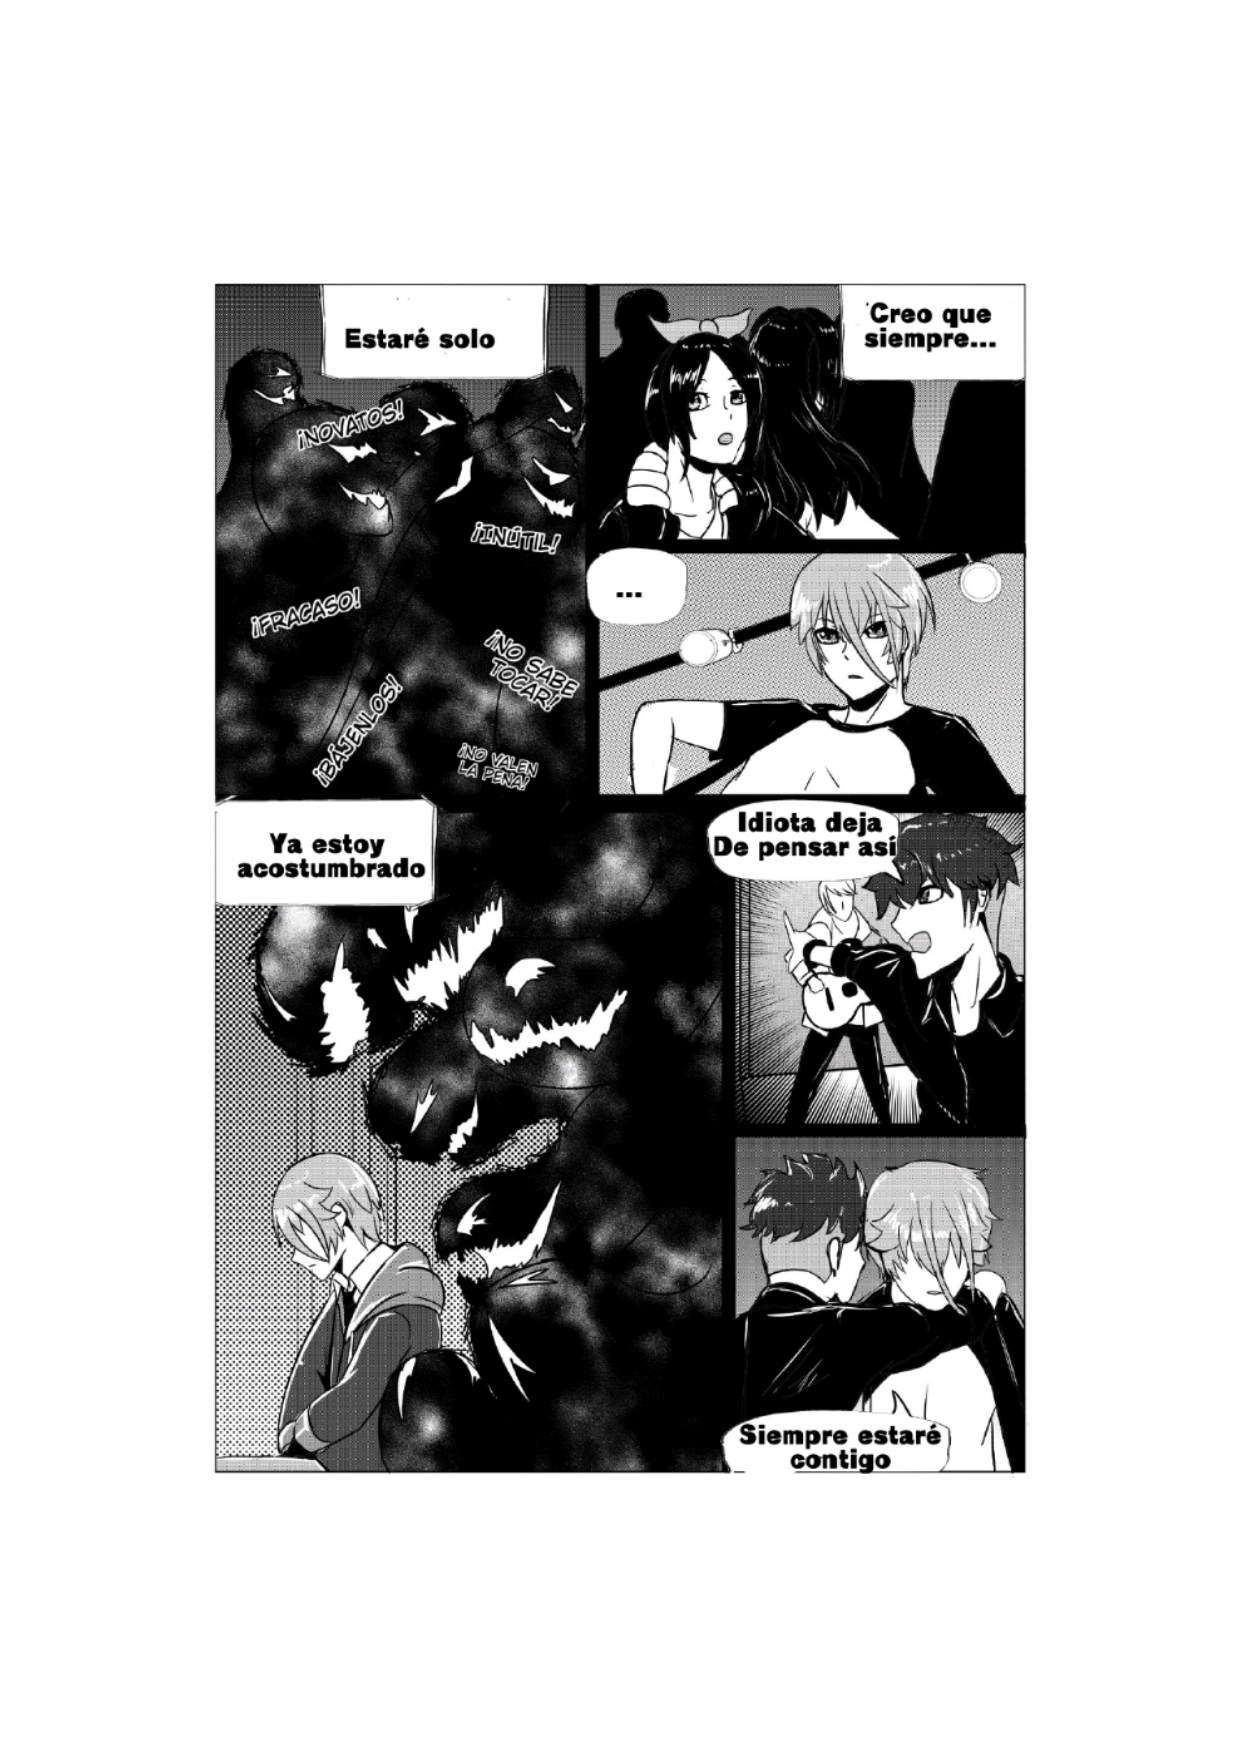 Creo que
siempre...
...
Estaré solo
¡NOVATOS!
¡INÚTIL!
¡FRACASO!
¡NO SABE
TOCAR!
¡BÁJENLOS!
¡NO VALEN
LA PENA!
Idiota deja
De pensar así
Siempre estaré
contigo
Ya estoy
acostumbrado